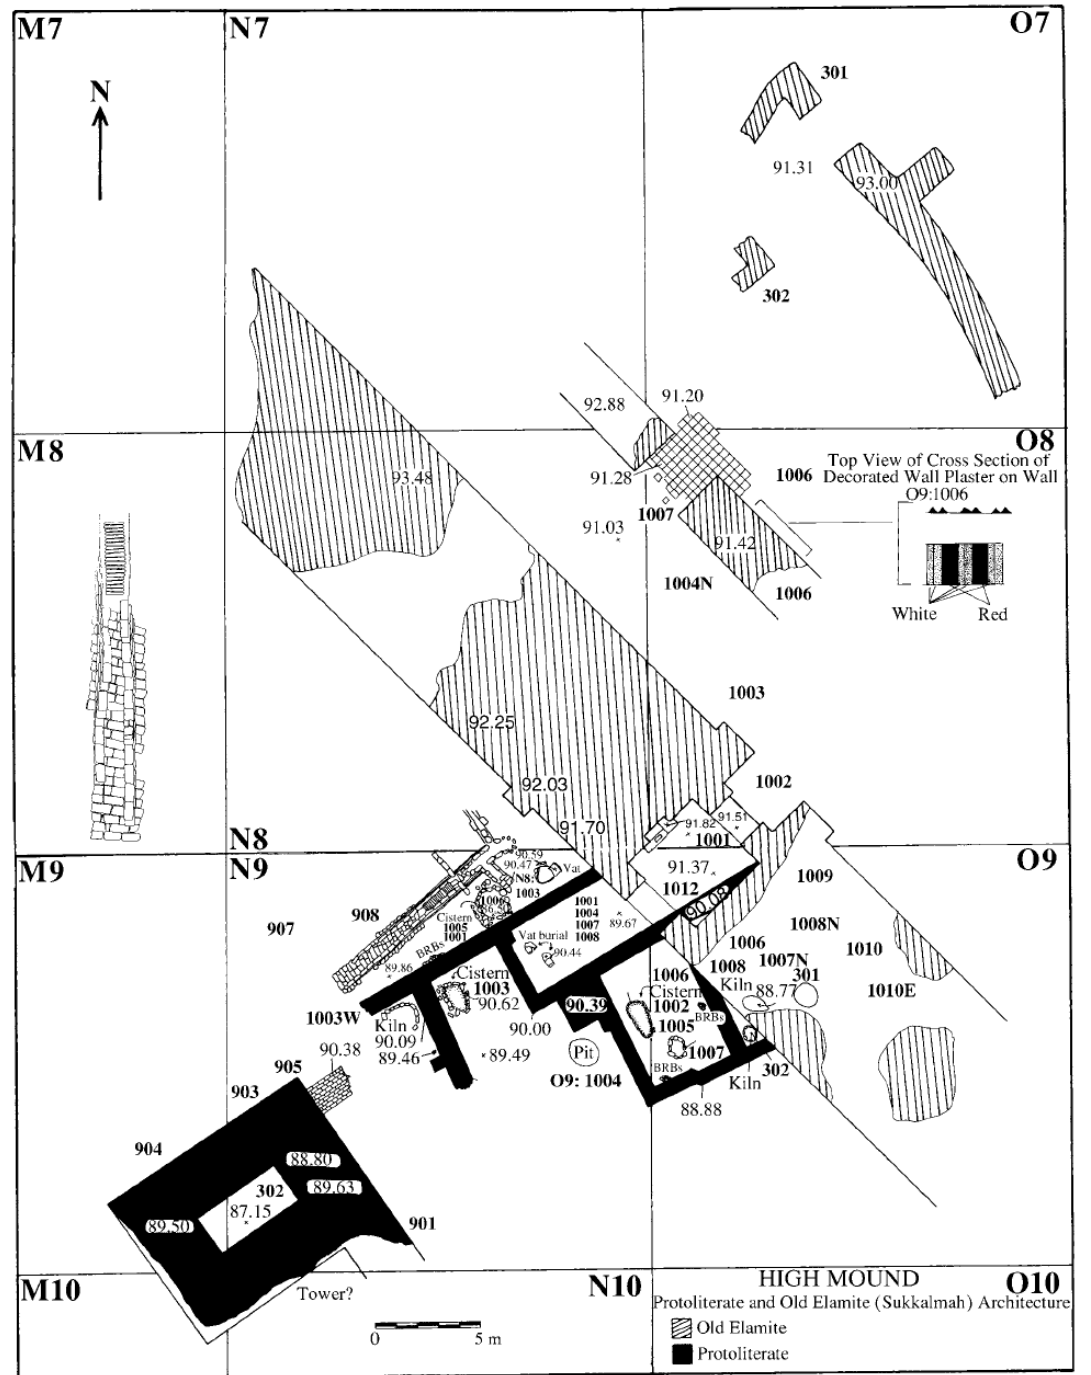 M7
N7
O7
N
301
91.31
93.00
302
92.88
91.20
M8
O8
Top View of Cross Section of
Decorated Wall Plaster on Wall
O9:1006
93.48
91.28
1006
1007
91.03
91.42
1004N
1006
White
Red
1003
92.25
92.03
1002
91.70
91.82
91.51
1001
N8
M9
N9
O9
90.59
90.47
Vat
N8:
1003
91.37
1012
1009
1006
90.08
907
908
Cistern
1005
1001
1001
1004
1007
1008
89.67
1008N
BRBs
Vat burial
90.44
1006
1007N
1010
89.86
Cistern
1003
90.62
1006
Cistern
1002
1005
1008
Kiln
88.77
301
1010E
1003W
Kiln
90.09
89.46
90.00
90.39
BRBs
1007
89.49
Pit
O9: 1004
BRBs
302
Kiln
90.38
905
903
88.88
904
88.80
302
89.63
87.15
89.50
901
M10
Tower?
N10
O10
HIGH MOUND
Protoliterate and Old Elamite (Sukkalmah) Architecture
0
5 m
Old Elamite
Protoliterate